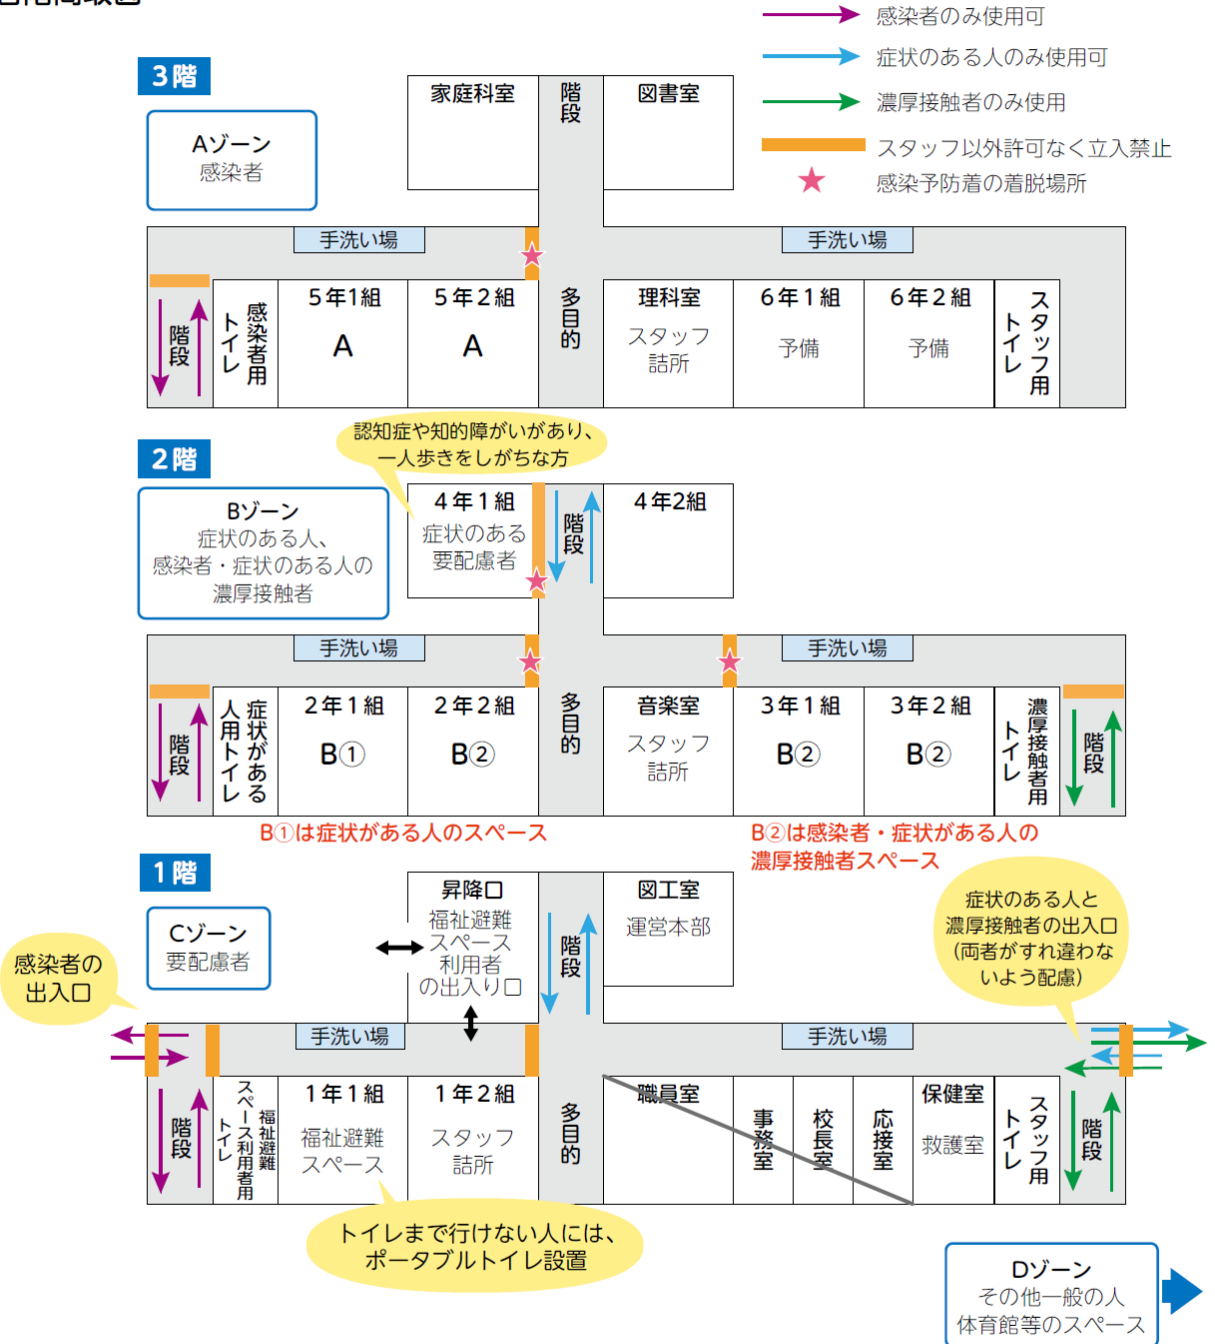 感染者のみ使用可
症状のある人のみ使用可
濃厚接触者のみ使用
スタッフ以外許可なく立入禁止
感染予防着の着脱場所
3階
Aゾーン
感染者
家庭科室
階段
図書室
手洗い場
手洗い場
階段
感染者用
トイレ
5年1組
A
5年2組
A
多目的
理科室
スタッフ
詰所
6年1組
予備
6年2組
予備
スタッフ用
トイレ
2階
認知症や知的障がいがあり、
一人歩きをしがちな方
Bゾーン
症状のある人、
感染者・症状のある人の
濃厚接触者
4年1組
症状のある
要配慮者
階段
4年2組
手洗い場
手洗い場
階段
症状がある
人用トイレ
2年1組
B①
2年2組
B②
多目的
音楽室
スタッフ
詰所
3年1組
B②
3年2組
B②
濃厚接触者用
トイレ
階段
B①は症状がある人のスペース
B②は感染者・症状がある人の
濃厚接触者スペース
1階
Cゾーン
要配慮者
感染者の
出入口
昇降口
福祉避難
スペース
利用者
の出入り口
階段
図工室
運営本部
症状のある人と
濃厚接触者の出入口
(両者がすれ違わな
いよう配慮)
手洗い場
手洗い場
階段
福祉避難
スペース利用者用
トイレ
1年1組
福祉避難
スペース
1年2組
スタッフ
詰所
多目的
職員室
事務室
校長室
応接室
保健室
救護室
スタッフ用
トイレ
階段
トイレまで行けない人には、
ポータブルトイレ設置
Dゾーン
その他一般の人
体育館等のスペース